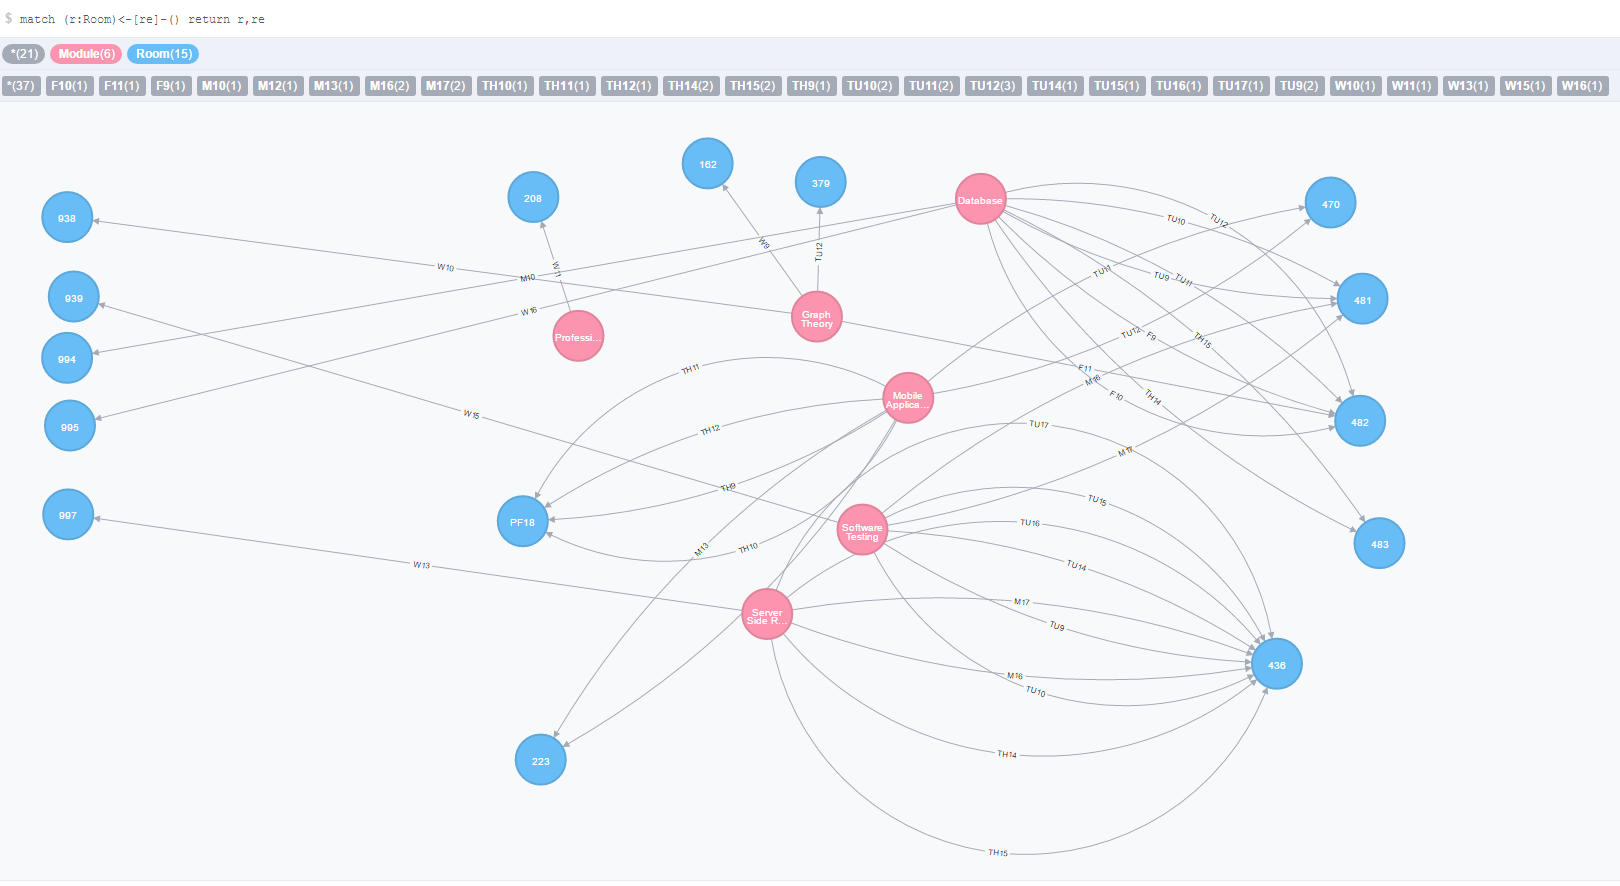 $ match (r:Room)<-[re]-() return r,re
*(21) Module(6) Room(15)
*(37) F10(1) F11(1) F9(1) M10(1) M12(1) M13(1) M16(2) M17(2) TH10(1) TH11(1) TH12(1) TH14(2) TH15(2) TH9(1) TU10(2) TU11(2) TU12(3) TU14(1) TU15(1) TU16(1) TU17(1) TU9(2) W10(1) W11(1) W13(1) W15(1) W16(1)
162
379
208
938
Database
470
TU10
TU12
W9
TU12
W10
W11
M10
TU11
TU9
TU11
939
481
W16
Graph
Theory
Professi...
TU12
F9
TH15
994
TH11
F11
M16
Mobile
Applica...
F10
TH14
W15
995
482
TH12
TU17
M17
TH9
TU15
997
PF18
Software
Testing
TU16
483
M13
TH10
W13
TU14
M17
Server
Side R...
TU9
436
M16
TU10
TH14
223
TH15